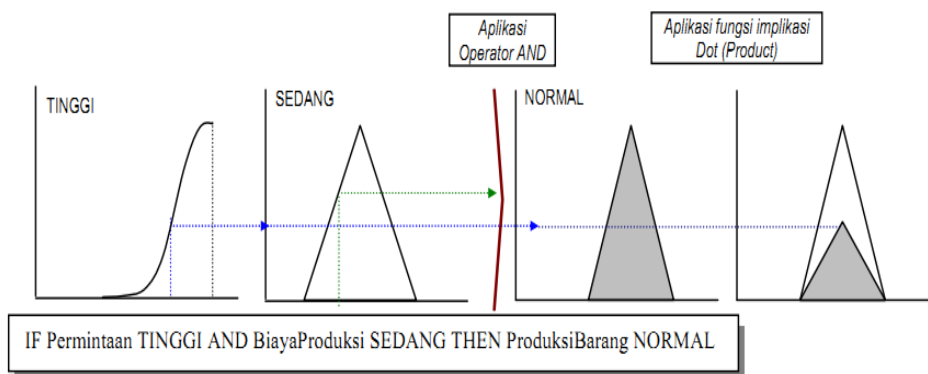 Aplikasi
Operator AND
Aplikasi fungsi implikasi
Dot (Product)
TINGGI
SEDANG
NORMAL
IF Permintaan TINGGI AND BiayaProduksi SEDANG THEN ProduksiBarang NORMAL